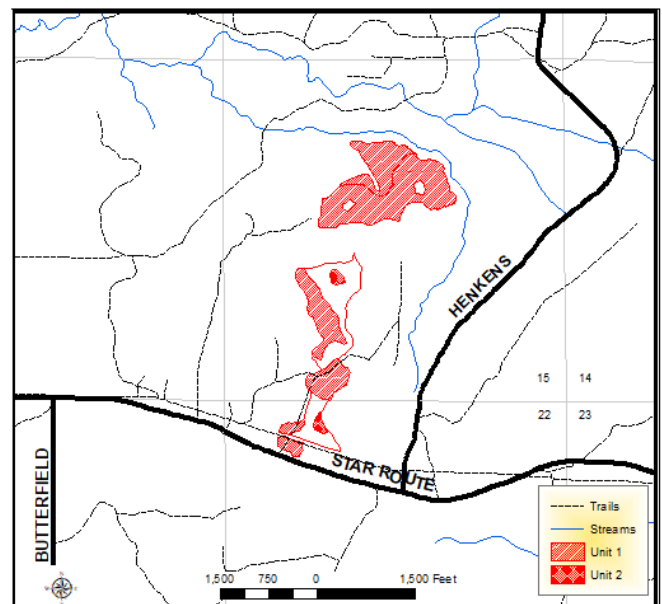 HENKENS
15 14
22 23
STAR ROUTE
BUTTERFIELD
Trails
Streams
Unit 1
Unit 2
1,500 750 0 1,500 Feet